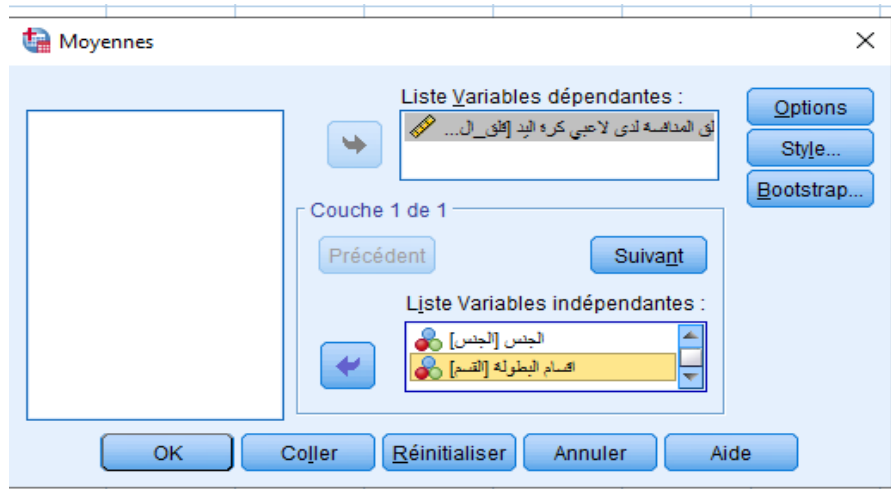 Moyennes
Liste Variables dépendantes :
لق المنافسة لدى لاعبي كرة اليد [قلق_ال...
Options
Style...
Bootstrap...
Couche 1 de 1
Précédent
Suivant
Liste Variables indépendantes :
الجنس [الجنس]
اقسام البطولة [القسم]
OK
Coller
Réinitialiser
Annuler
Aide